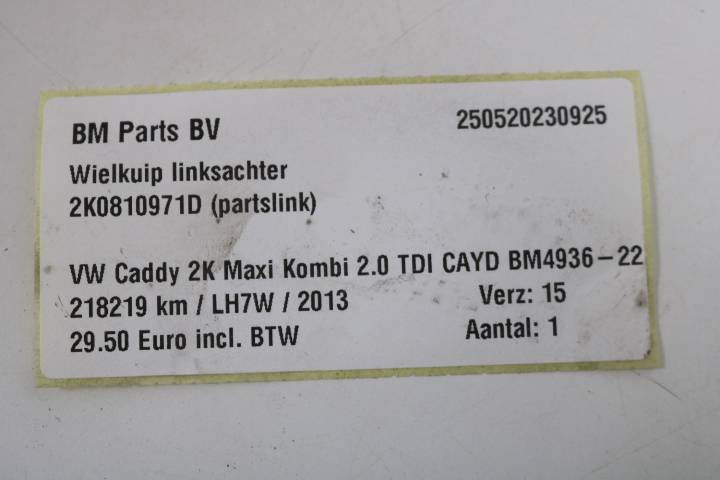 BM Parts BV 250520230925
Wielkuip linksachter
2K0810971D (partslink)
VW Caddy 2K Maxi Kombi 2.0 TDI CAYD BM4936-22
218219 km / LH7W / 2013 Verz: 15
29.50 Euro incl. BTW Aantal: 1